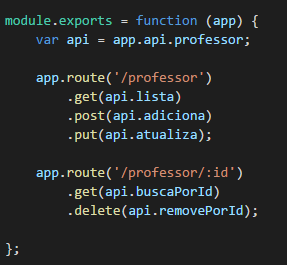 module.exports = function (app) {
    var api = app.api.professor;

    app.route('/professor')
        .get(api.lista)
        .post(api.adiciona)
        .put(api.atualiza);

    app.route('/professor/:id')
        .get(api.buscaPorId)
        .delete(api.removePorId);

};